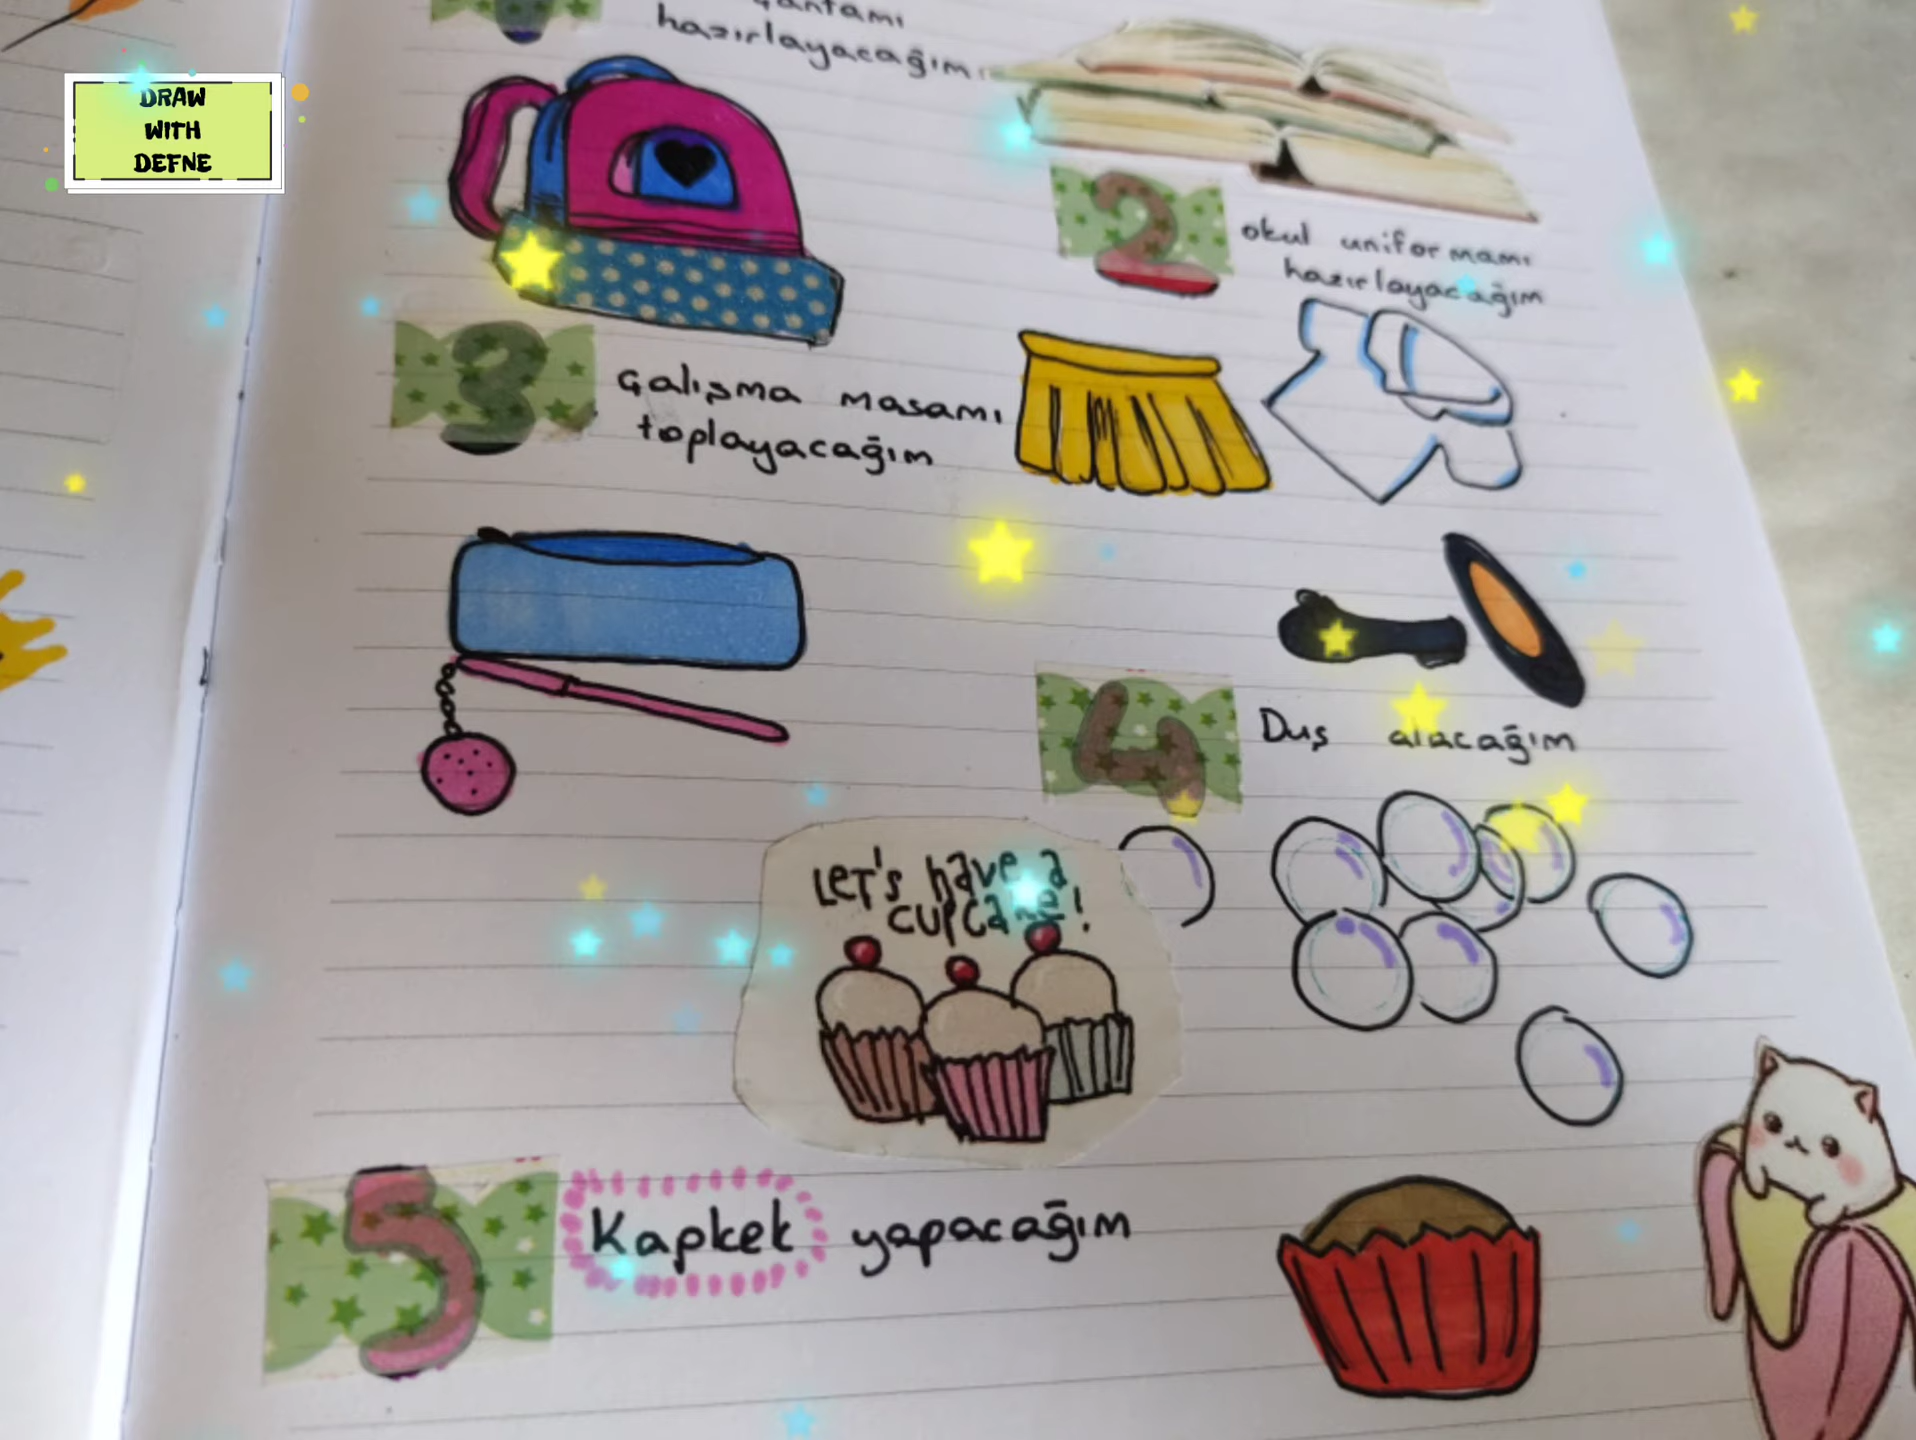 DRAW
WITH
DEFNE
çantamı
hazırlayacağım
2
okul uniformamı
hazırlayacağım
3
Çalışma masamı
toplayacağım
4
Duş alacağım
Let's have a
cupcake!
5
Kapkek yapacağım